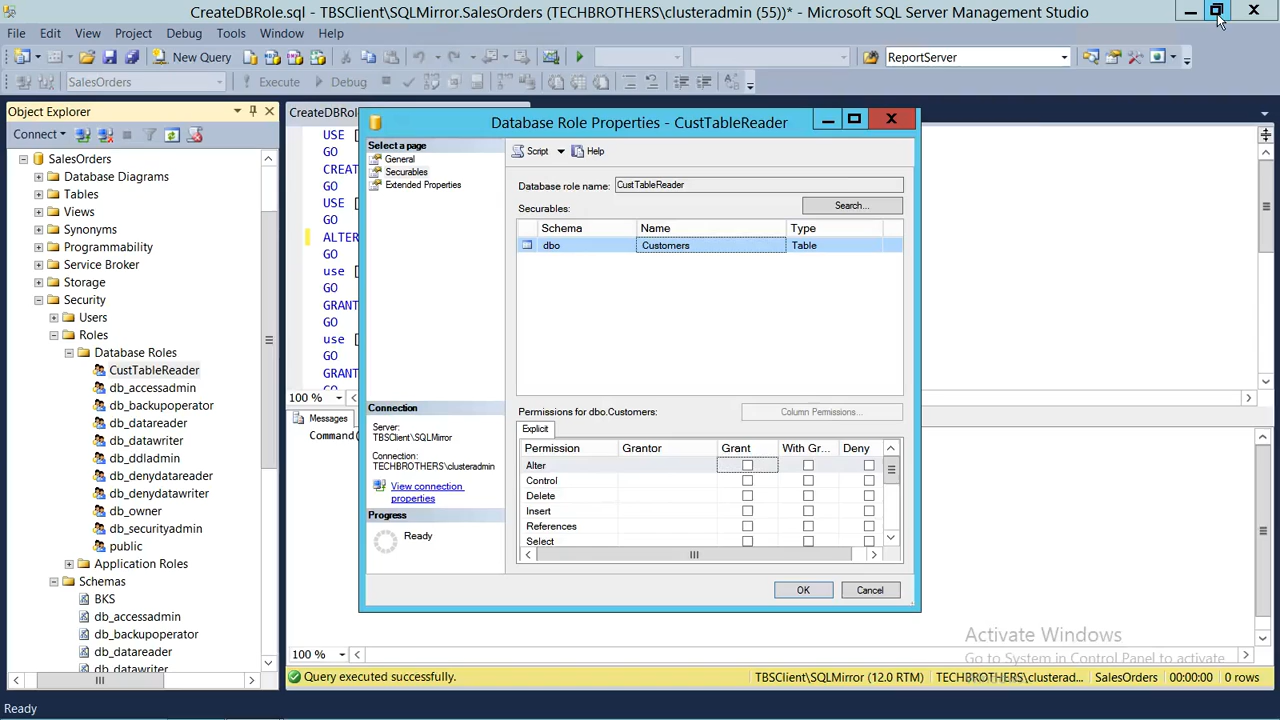 CreateDBRole.sql - TBSClient\SQLMirror.SalesOrders (TECHBROTHERS\clusteradmin (55))* - Microsoft SQL Server Management Studio
File Edit View Project Debug Tools Window Help
New Query ReportServer
SalesOrders Execute Debug
Object Explorer
Connect
SalesOrders
Database Diagrams
Tables
Views
Synonyms
Programmability
Service Broker
Storage
Security
Users
Roles
Database Roles
CustTableReader
db_accessadmin
db_backupoperator
db_datareader
db_datawriter
db_ddladmin
db_denydatareader
db_denydatawriter
db_owner
db_securityadmin
public
Application Roles
Schemas
BKS
db_accessadmin
db_backupoperator
db_datareader
db_datawriter
CreateDBRol
USE [
GO
CREA
GO
USE [
GO
ALTER
GO
use [
GO
GRANT
GO
use [
GO
GRANT
GO
100 %
Messages
Command(
100 %
Database Role Properties - CustTableReader
Select a page
General
Securables
Extended Properties
Connection
Server:
TBSClient\SQLMirror
Connection:
TECHBROTHERS\clusteradmin
View connection
properties
Progress
Ready
Script Help
Database role name: CustTableReader
Securables: Search...
Schema Name Type
dbo Customers Table
Permissions for dbo.Customers: Column Permissions...
Explicit
Permission Grantor Grant With Gr... Deny
Alter
Control
Delete
Insert
References
Select
OK Cancel
Activate Windows
Go to System in Control Panel to activate
Query executed successfully. TBSClient\SQLMirror (12.0 RTM) TECHBROTHERS\clusterad... SalesOrders 00:00:00 0 rows
Ready